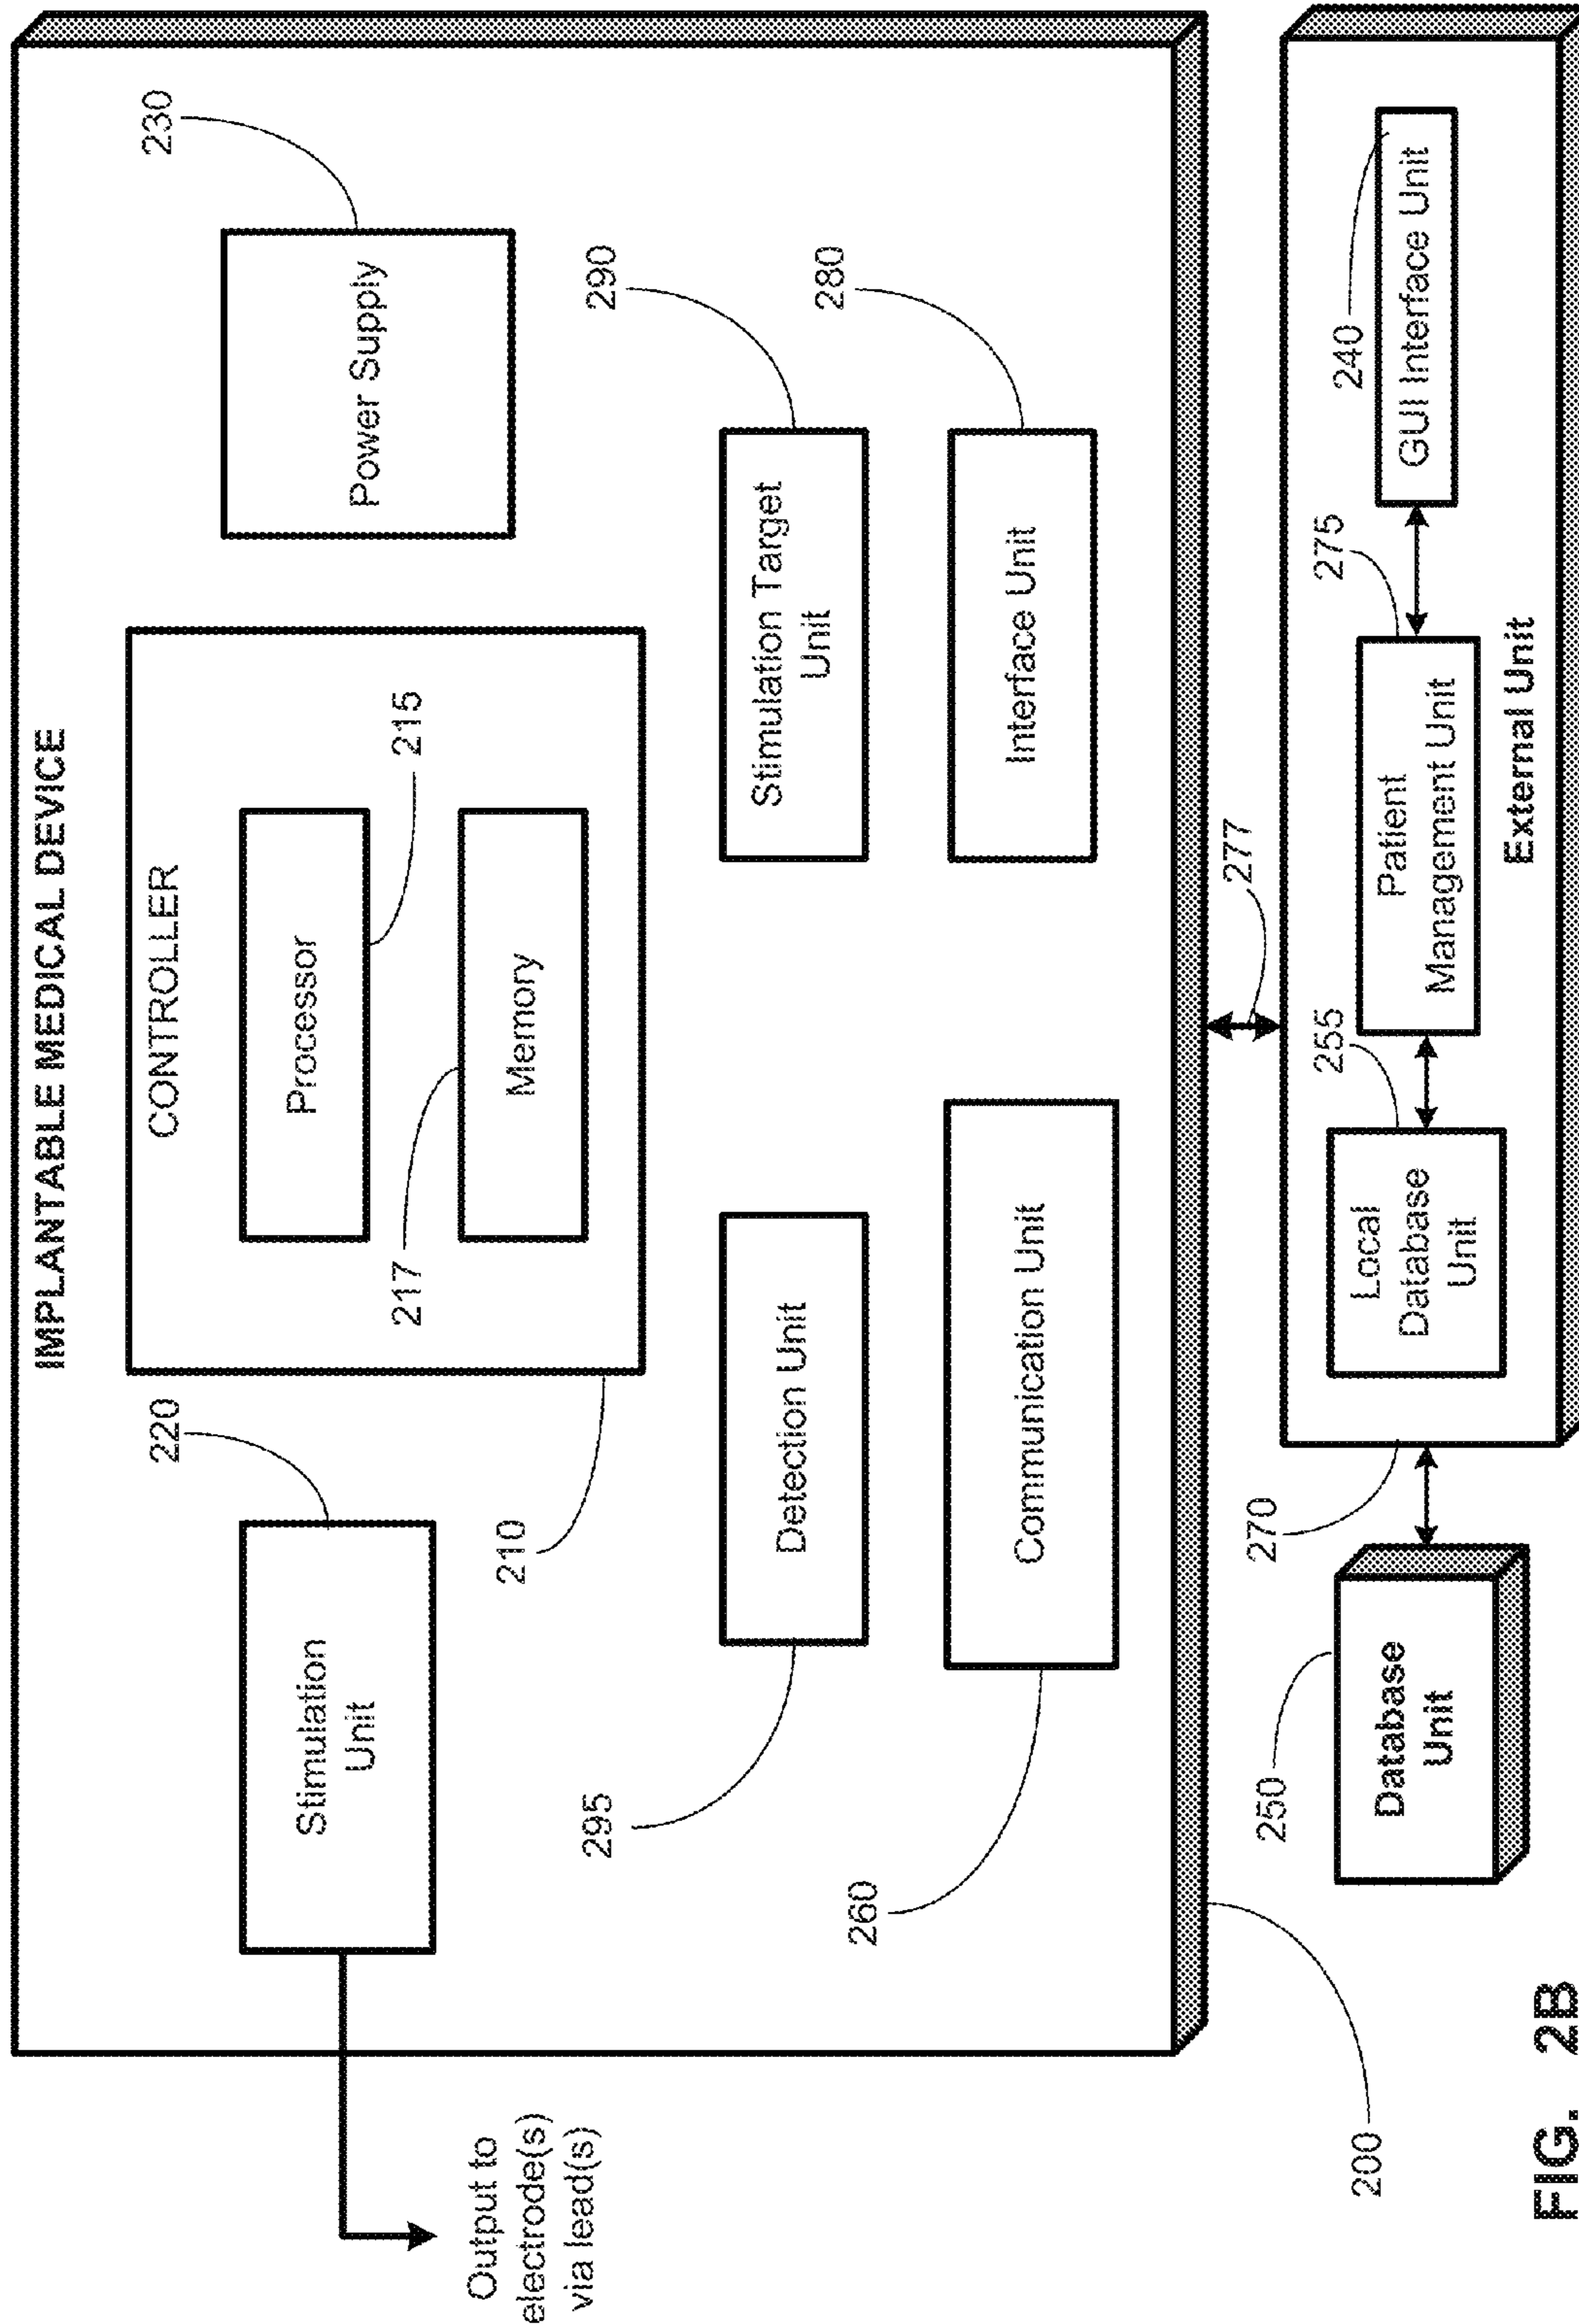 IMPLANTABLE MEDICAL DEVICE
220
Stimulation
Unit
Output to
electrode(s)
via lead(s)
CONTROLLER
Processor
215
217
Memory
210
230
Power Supply
Detection Unit
295
290
Stimulation Target
Unit
Communication Unit
260
280
Interface Unit
200
277
250
Database
Unit
270
255
Local
Database
Unit
275
Patient
Management Unit
240
GUI Interface Unit
External Unit
FIG. 2B